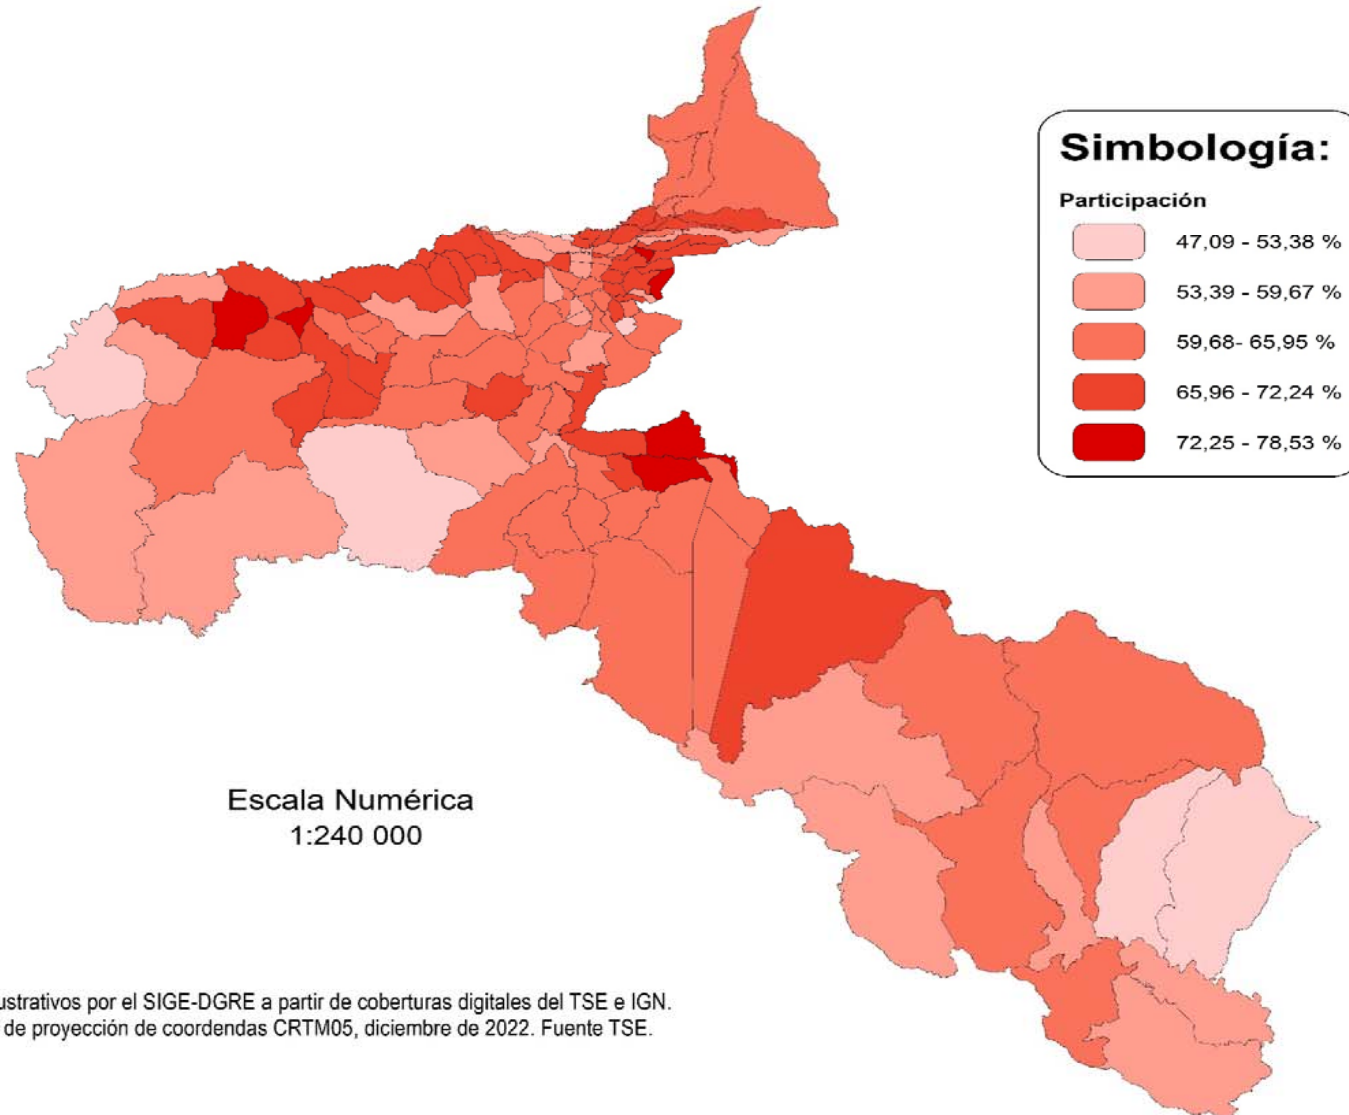 Simbología:
Participación
47,09 - 53,38 %
53,39 - 59,67 %
59,68- 65,95 %
65,96 - 72,24 %
72,25 - 78,53 %
Escala Numérica
1:240 000
ustrativos por el SIGE-DGRE a partir de coberturas digitales del TSE e IGN.
de proyección de coordendas CRTM05, diciembre de 2022. Fuente TSE.